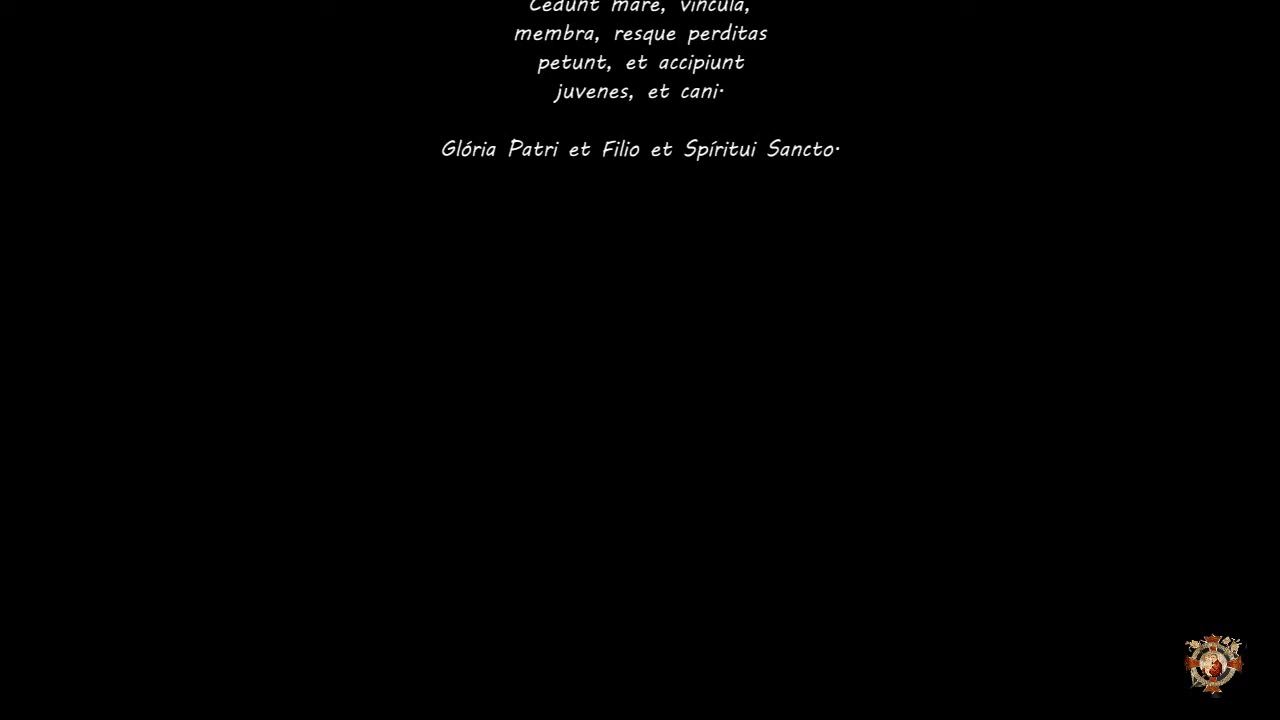 Cedunt mare, vincula,
membra, resque perditas
petunt, et accipiunt
juvenes, et cani·
Glória Patri et Filio et Spíritui Sancto·